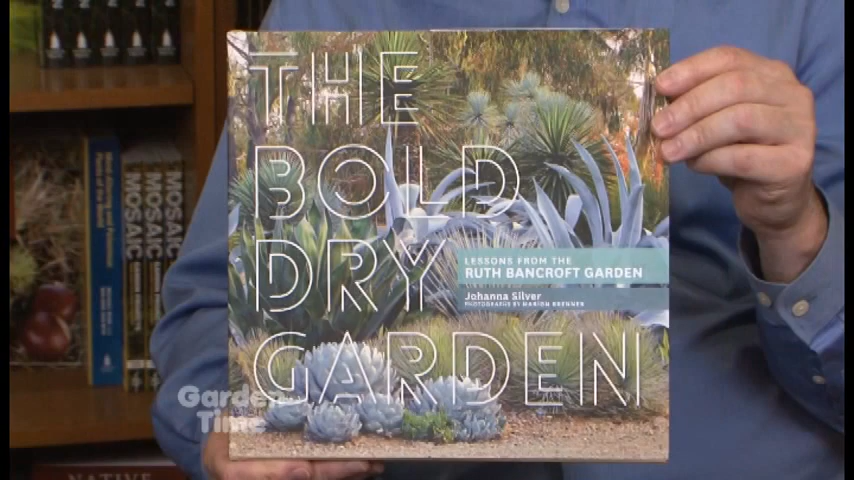 THE
BOLD
DRY
GARDEN
LESSONS FROM THE
RUTH BANCROFT GARDEN
Johanna Silver
PHOTOGRAPHS BY MARION BRENNER
MOSAIC
MOSAIC
MOSAIC
Garden
Time
NATIVE